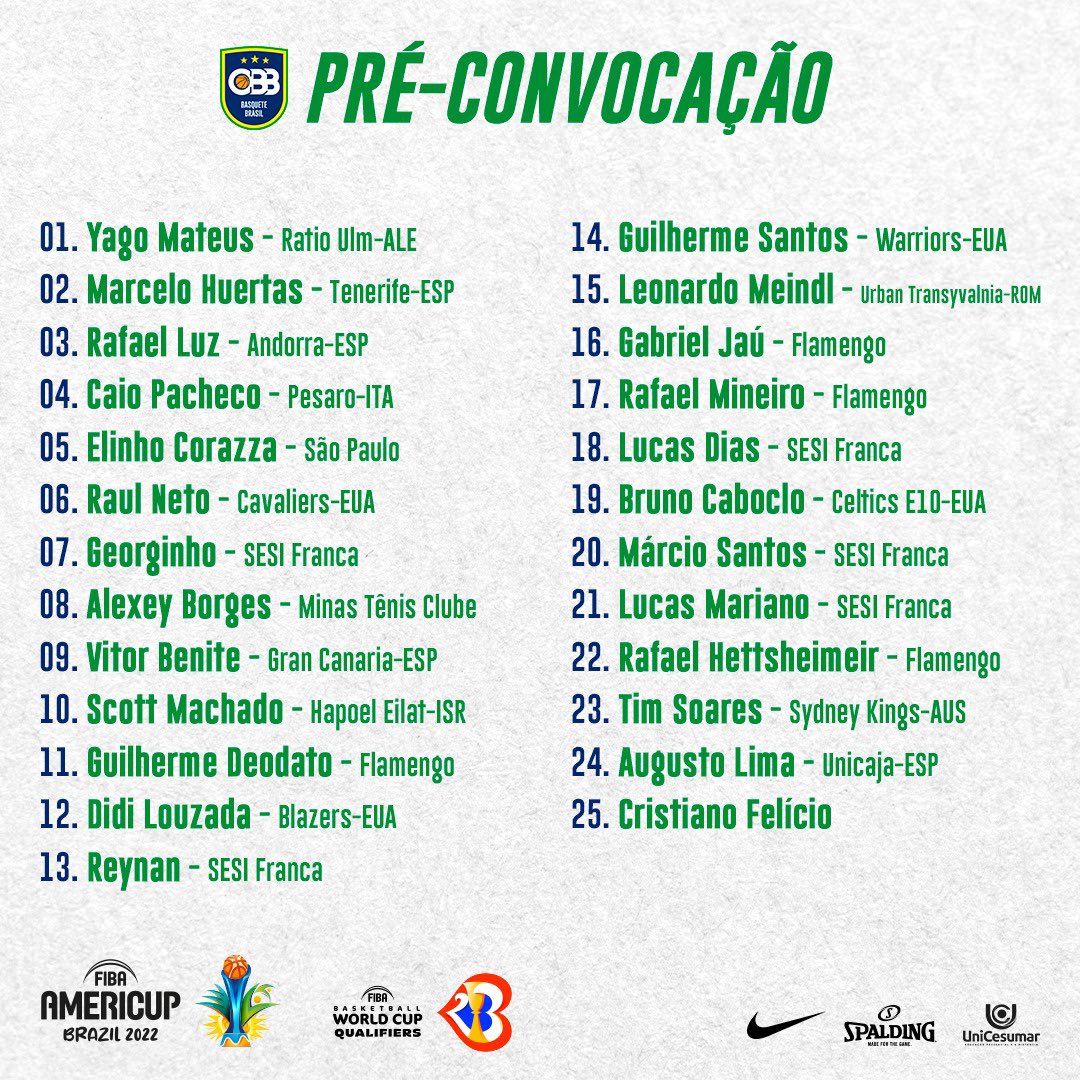 CBB
BASQUETE
BRASIL
PRÉ-CONVOCAÇÃO
01. Yago Mateus - Ratio Ulm-ALE
02. Marcelo Huertas - Tenerife-ESP
03. Rafael Luz - Andorra-ESP
04. Caio Pacheco - Pesaro-ITA
05. Elinho Corazza - São Paulo
06. Raul Neto - Cavaliers-EUA
07. Georginho - SESI Franca
08. Alexey Borges - Minas Tênis Clube
09. Vitor Benite - Gran Canaria-ESP
10. Scott Machado - Hapoel Eilat-ISR
11. Guilherme Deodato - Flamengo
12. Didi Louzada - Blazers-EUA
13. Reynan - SESI Franca
14. Guilherme Santos - Warriors-EUA
15. Leonardo Meindl - Urban Transyvalnia-ROM
16. Gabriel Jaú - Flamengo
17. Rafael Mineiro - Flamengo
18. Lucas Dias - SESI Franca
19. Bruno Caboclo - Celtics E10-EUA
20. Márcio Santos - SESI Franca
21. Lucas Mariano - SESI Franca
22. Rafael Hettsheimeir - Flamengo
23. Tim Soares - Sydney Kings-AUS
24. Augusto Lima - Unicaja-ESP
25. Cristiano Felício
FIBA
AMERICUP
BRAZIL 2022
FIBA
BASKETBALL
WORLD CUP
QUALIFIERS
SPALDING
MADE FOR THE GAME
UniCesumar